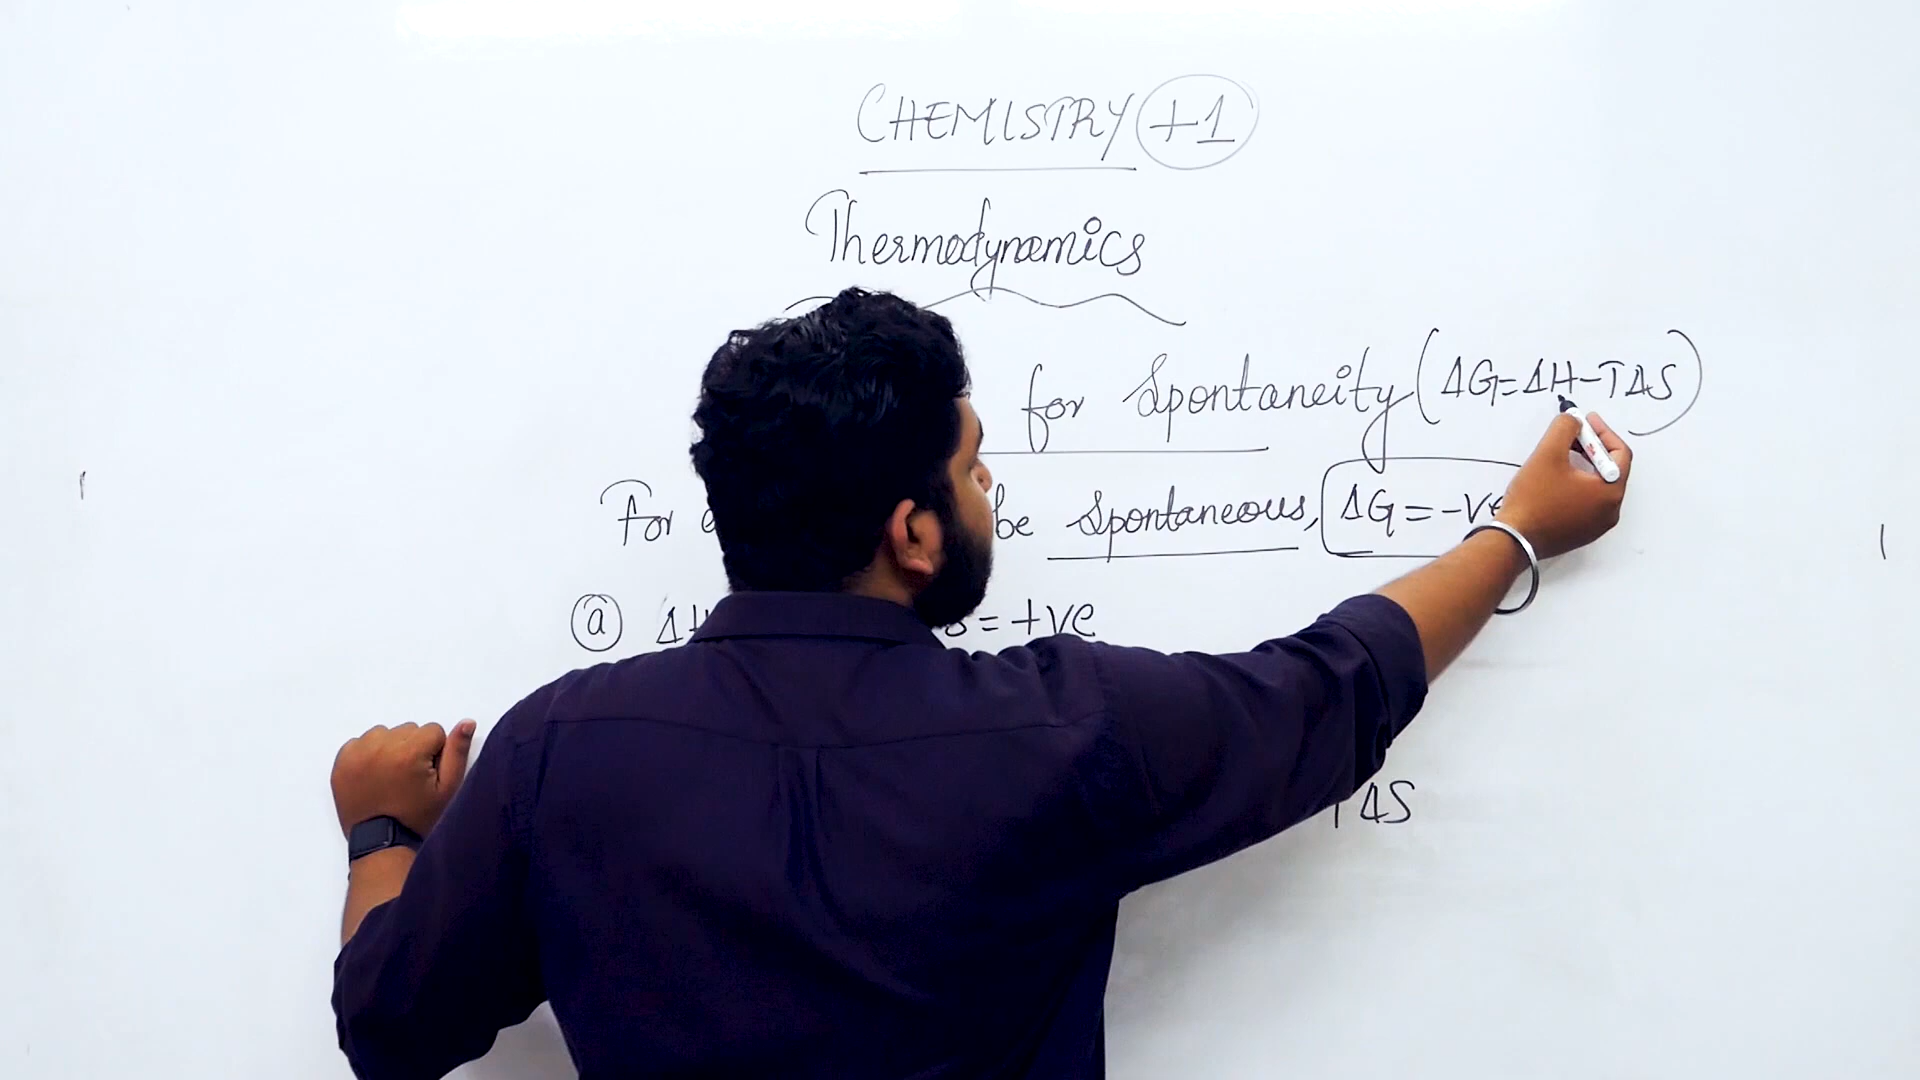 CHEMISTRY +1
Thermodynamics
for Spontaneity (ΔG=ΔH-TΔS)
For be Spontaneous, ΔG=-ve
ⓐ ΔH S=+ve
TΔS